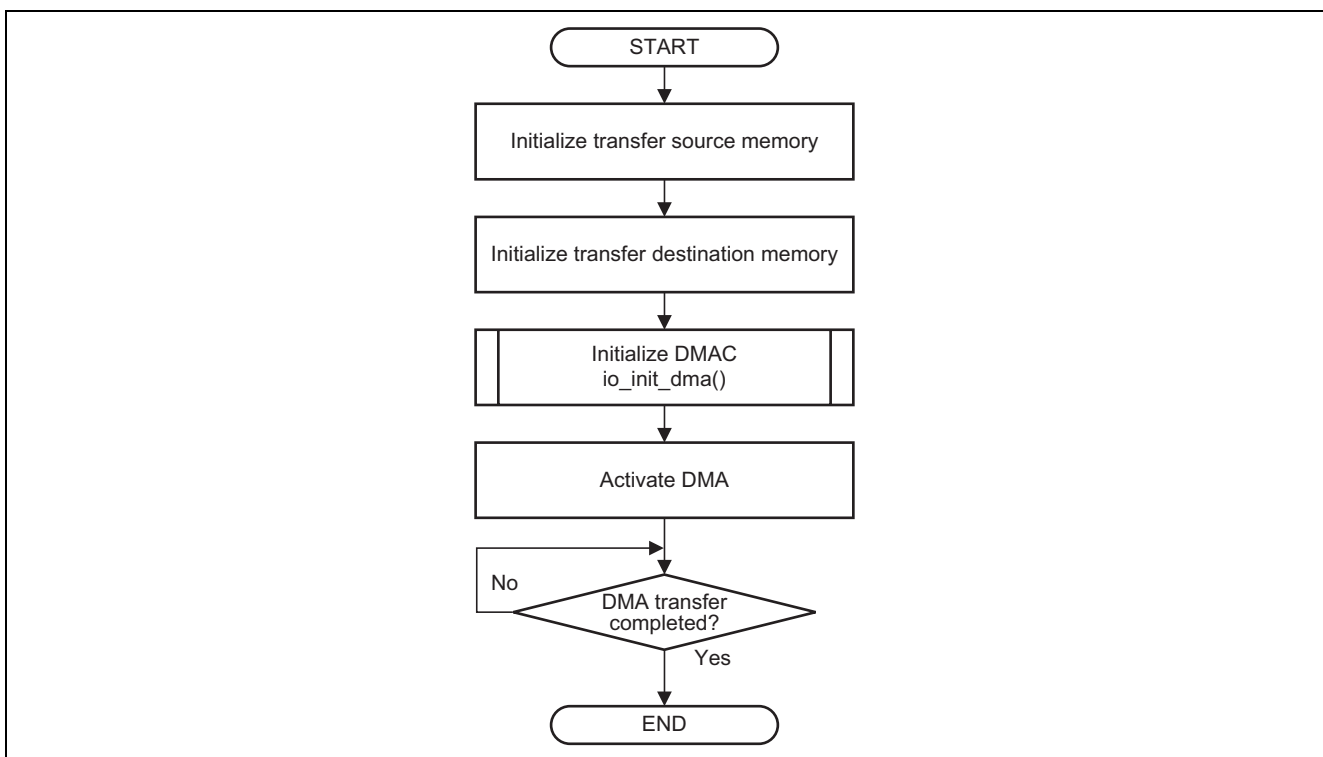 START
Initialize transfer source memory
Initialize transfer destination memory
Initialize DMAC
io_init_dma()
Activate DMA
No
DMA transfer
completed?
Yes
END